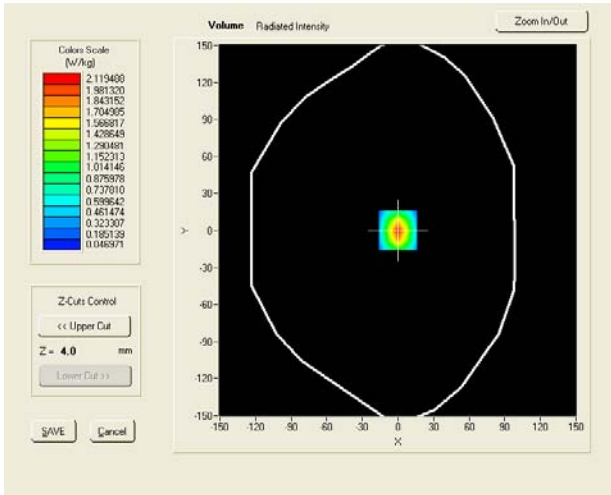 Volume Radiated Intensity
Zoom In/Out
Colors Scale
(W/kg)
2.119488
1.981320
1.843152
1.704985
1.566817
1.428649
1.290481
1.152313
1.014146
0.875978
0.737810
0.599642
0.461474
0.323307
0.185139
0.046971
Z-Cuts Control
<< Upper Cut
Z = 4.0 mm
Lower Cut >>
SAVE
Cancel
150
120
90
60
30
0
-30
-60
-90
-120
-150
Y
-150 -120 -90 -60 -30 0 30 60 90 120 150
X